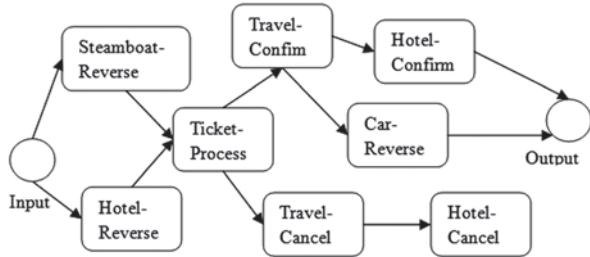 Travel-
Confim
Hotel-
Confirm
Steamboat-
Reverse
Ticket-
Process
Car-
Reverse
Input
Output
Hotel-
Reverse
Travel-
Cancel
Hotel-
Cancel